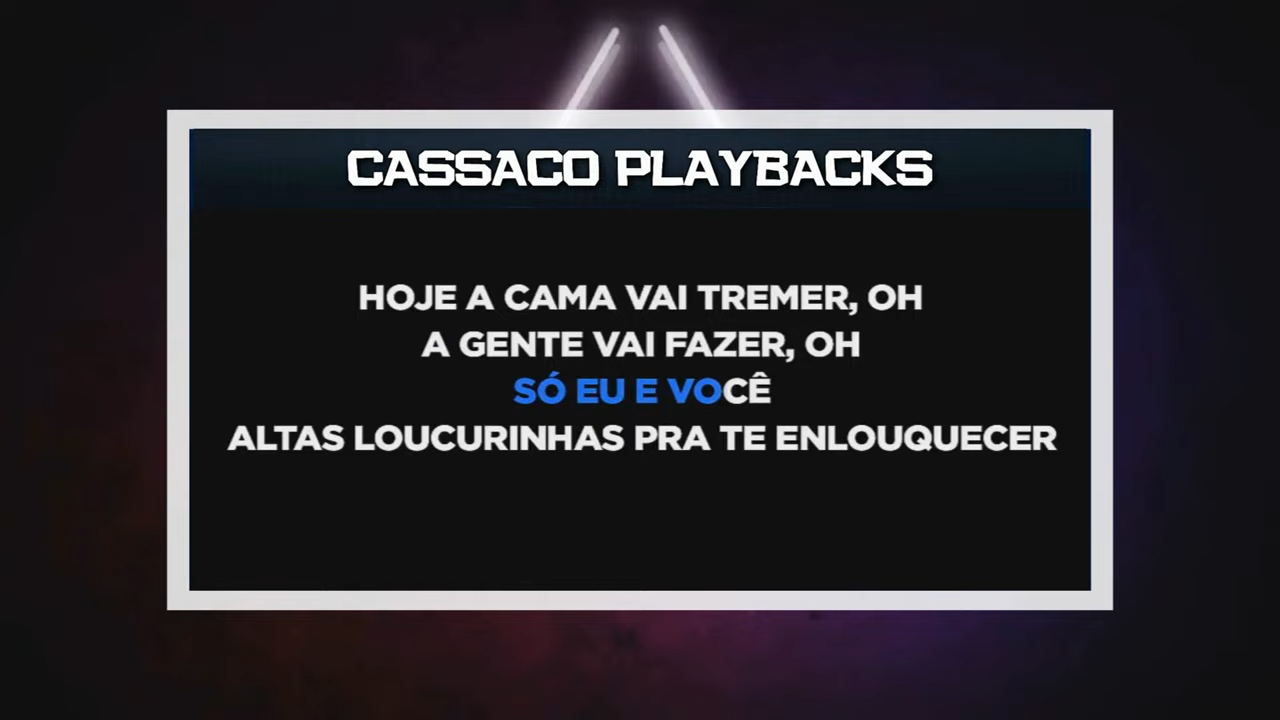 CASSACO PLAYBACKS
HOJE A CAMA VAI TREMER, OH
A GENTE VAI FAZER, OH
SÓ EU E VOCÊ
ALTAS LOUCURINHAS PRA TE ENLOUQUECER